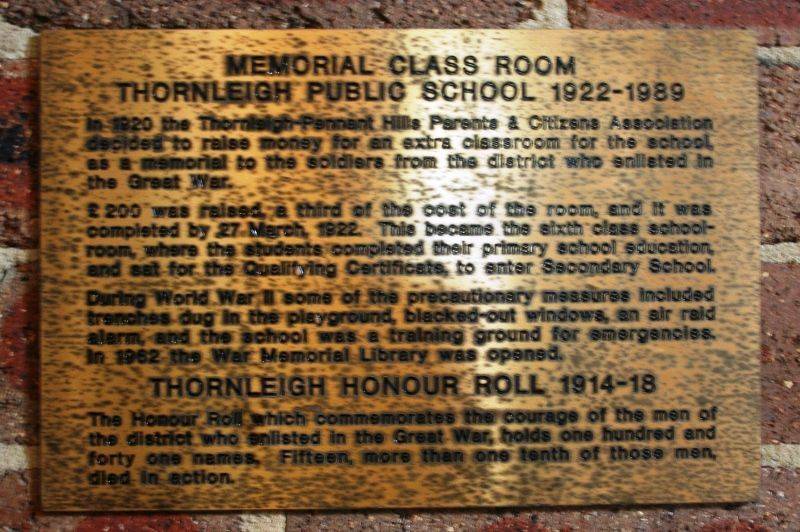 MEMORIAL CLASS ROOM
THORNLEIGH PUBLIC SCHOOL 1922-1989
In 1920 the Thornleigh-Pennant Hills Parents & Citizens Association
decided to raise money for an extra classroom for the school,
as a memorial to the soldiers from the district who enlisted in
the Great War.
£200 was raised, a third of the cost of the room, and it was
completed by 27 March, 1922. This became the sixth class school-
room, where the students completed their primary school education,
and sat for the Qualifying Certificate, to enter Secondary School.
During World War II some of the precautionary measures included
trenches dug in the playground, blacked-out windows, an air raid
alarm, and the school was a training ground for emergencies.
In 1962 the War Memorial Library was opened.
THORNLEIGH HONOUR ROLL 1914-18
The Honour Roll which commemorates the courage of the men of
the district who enlisted in the Great War, holds one hundred and
forty one names. Fifteen, more than one tenth of those men,
died in action.